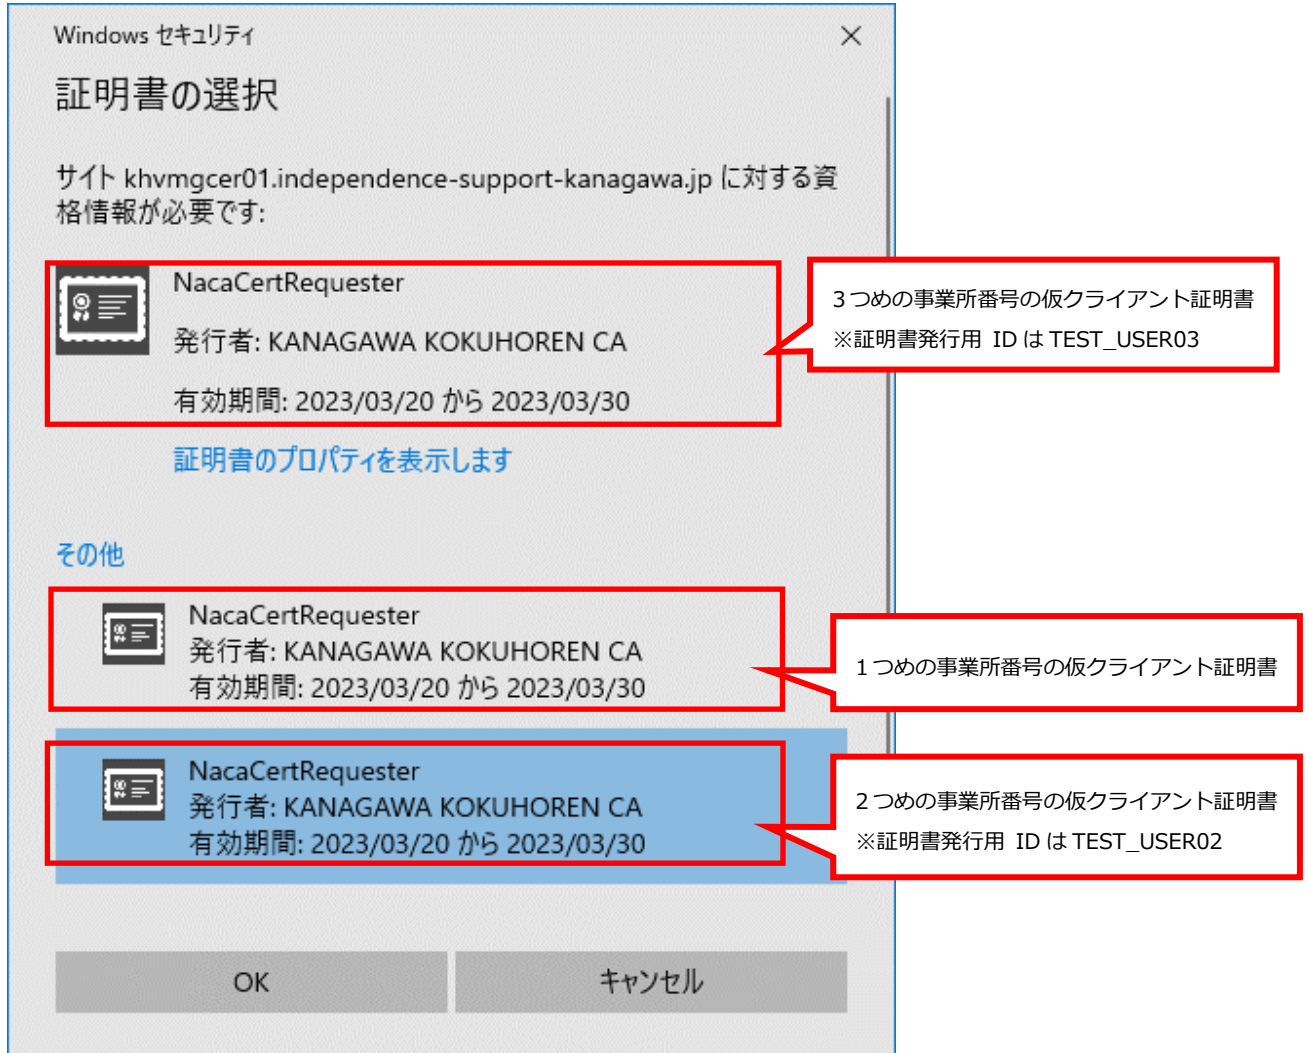 Windows セキュリティ
証明書の選択
サイト khvmgcer01.independence-support-kanagawa.jp に対する資
格情報が必要です:
NacaCertRequester
発行者: KANAGAWA KOKUHOREN CA
有効期間: 2023/03/20 から 2023/03/30
証明書のプロパティを表示します
3つめの事業所番号の仮クライアント証明書
※証明書発行用 ID は TEST_USER03
その他
NacaCertRequester
発行者: KANAGAWA KOKUHOREN CA
有効期間: 2023/03/20 から 2023/03/30
1つめの事業所番号の仮クライアント証明書
NacaCertRequester
発行者: KANAGAWA KOKUHOREN CA
有効期間: 2023/03/20 から 2023/03/30
2つめの事業所番号の仮クライアント証明書
※証明書発行用 ID は TEST_USER02
OK
キャンセル